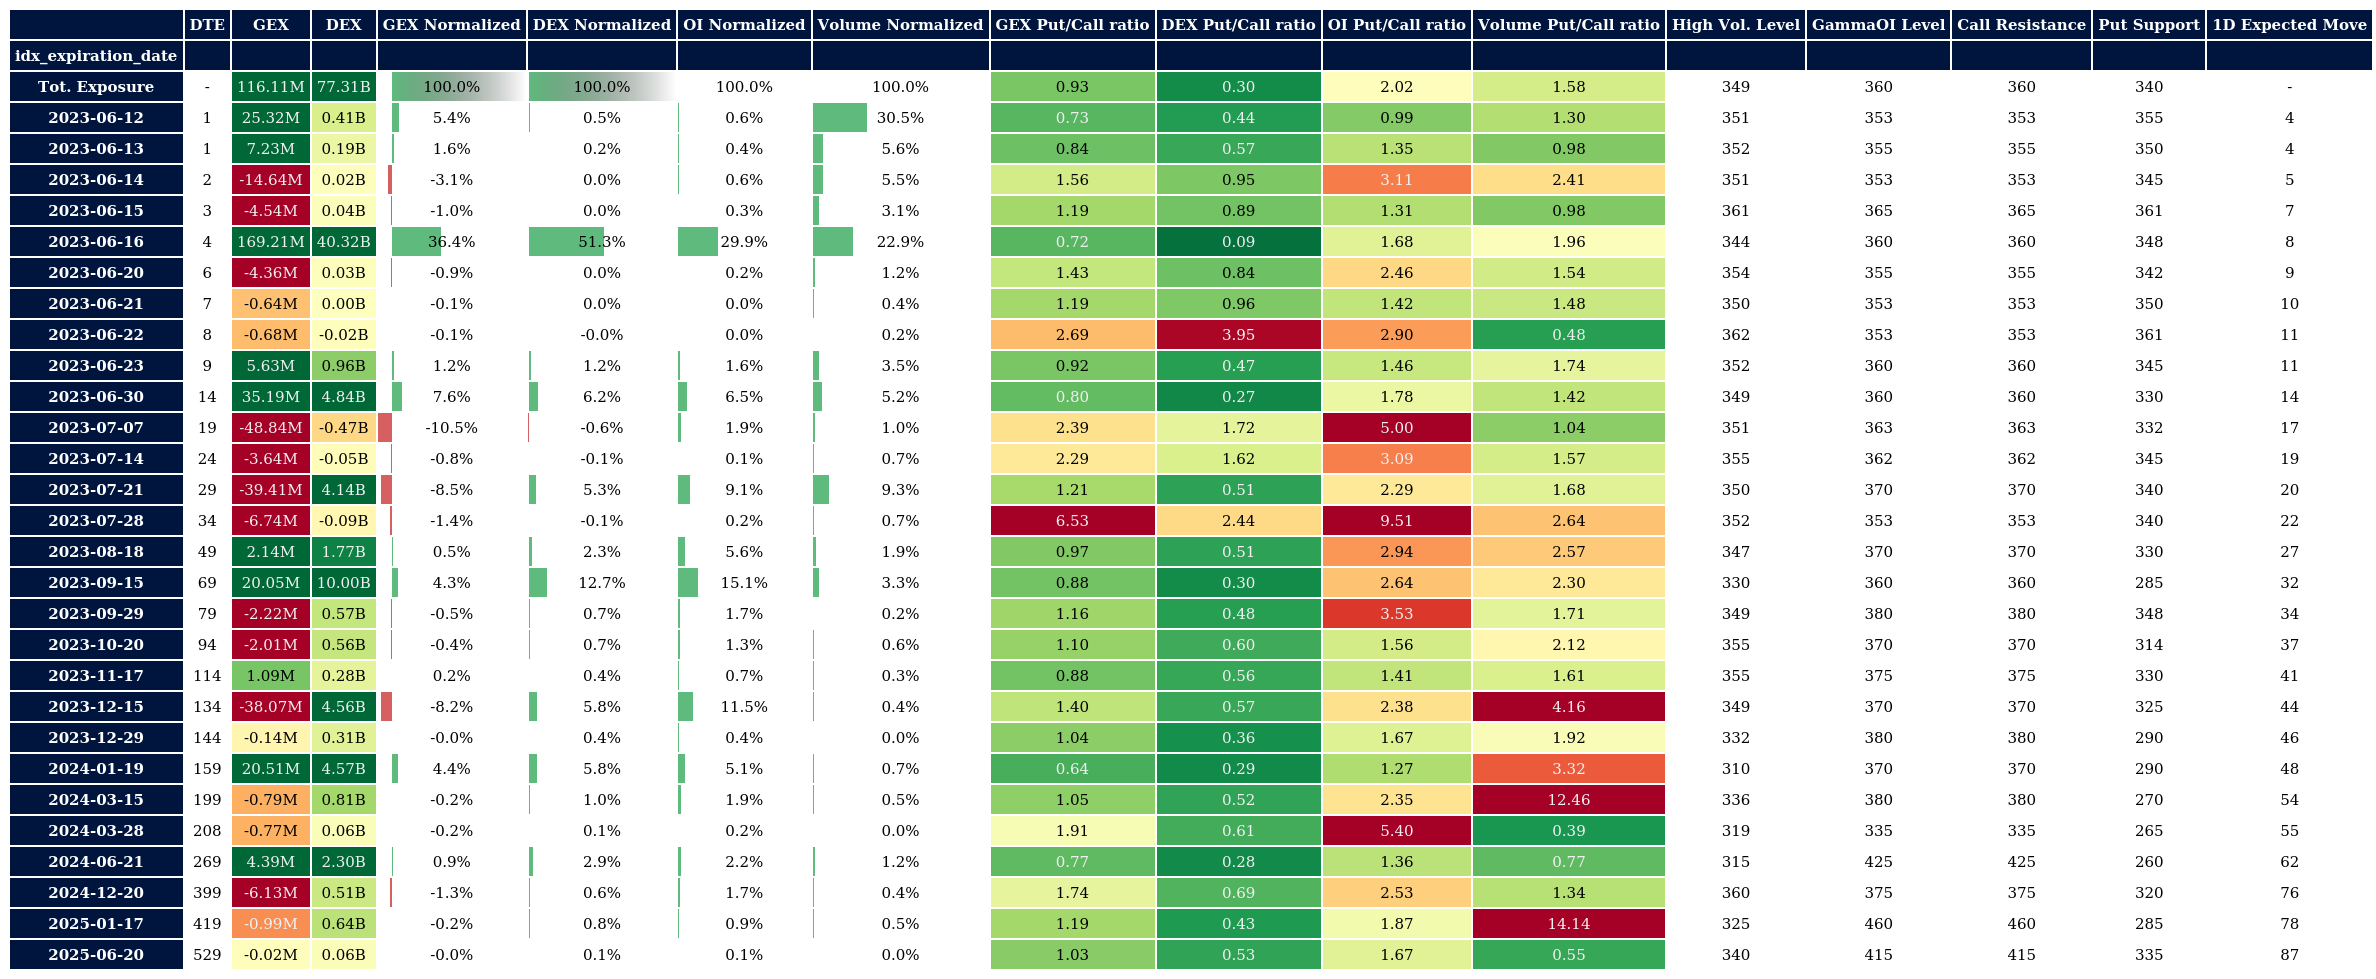 DTE GEX DEX GEX Normalized DEX Normalized OI Normalized Volume Normalized GEX Put/Call ratio DEX Put/Call ratio OI Put/Call ratio Volume Put/Call ratio High Vol. Level GammaOI Level Call Resistance Put Support 1D Expected Move
idx_expiration_date
Tot. Exposure - 116.11M 77.31B 100.0% 100.0% 100.0% 100.0% 0.93 0.30 2.02 1.58 349 360 360 340 -
2023-06-12 1 25.32M 0.41B 5.4% 0.5% 0.6% 30.5% 0.73 0.44 0.99 1.30 351 353 353 355 4
2023-06-13 1 7.23M 0.19B 1.6% 0.2% 0.4% 5.6% 0.84 0.57 1.35 0.98 352 355 355 350 4
2023-06-14 2 -14.64M 0.02B -3.1% 0.0% 0.6% 5.5% 1.56 0.95 3.11 2.41 351 353 353 345 5
2023-06-15 3 -4.54M 0.04B -1.0% 0.0% 0.3% 3.1% 1.19 0.89 1.31 0.98 361 365 365 361 7
2023-06-16 4 169.21M 40.32B 36.4% 51.3% 29.9% 22.9% 0.72 0.09 1.68 1.96 344 360 360 348 8
2023-06-20 6 -4.36M 0.03B -0.9% 0.0% 0.2% 1.2% 1.43 0.84 2.46 1.54 354 355 355 342 9
2023-06-21 7 -0.64M 0.00B -0.1% 0.0% 0.0% 0.4% 1.19 0.96 1.42 1.48 350 353 353 350 10
2023-06-22 8 -0.68M -0.02B -0.1% -0.0% 0.0% 0.2% 2.69 3.95 2.90 0.48 362 353 353 361 11
2023-06-23 9 5.63M 0.96B 1.2% 1.2% 1.6% 3.5% 0.92 0.47 1.46 1.74 352 360 360 345 11
2023-06-30 14 35.19M 4.84B 7.6% 6.2% 6.5% 5.2% 0.80 0.27 1.78 1.42 349 360 360 330 14
2023-07-07 19 -48.84M -0.47B -10.5% -0.6% 1.9% 1.0% 2.39 1.72 5.00 1.04 351 363 363 332 17
2023-07-14 24 -3.64M -0.05B -0.8% -0.1% 0.1% 0.7% 2.29 1.62 3.09 1.57 355 362 362 345 19
2023-07-21 29 -39.41M 4.14B -8.5% 5.3% 9.1% 9.3% 1.21 0.51 2.29 1.68 350 370 370 340 20
2023-07-28 34 -6.74M -0.09B -1.4% -0.1% 0.2% 0.7% 6.53 2.44 9.51 2.64 352 353 353 340 22
2023-08-18 49 2.14M 1.77B 0.5% 2.3% 5.6% 1.9% 0.97 0.51 2.94 2.57 347 370 370 330 27
2023-09-15 69 20.05M 10.00B 4.3% 12.7% 15.1% 3.3% 0.88 0.30 2.64 2.30 330 360 360 285 32
2023-09-29 79 -2.22M 0.57B -0.5% 0.7% 1.7% 0.2% 1.16 0.48 3.53 1.71 349 380 380 348 34
2023-10-20 94 -2.01M 0.56B -0.4% 0.7% 1.3% 0.6% 1.10 0.60 1.56 2.12 355 370 370 314 37
2023-11-17 114 1.09M 0.28B 0.2% 0.4% 0.7% 0.3% 0.88 0.56 1.41 1.61 355 375 375 330 41
2023-12-15 134 -38.07M 4.56B -8.2% 5.8% 11.5% 0.4% 1.40 0.57 2.38 4.16 349 370 370 325 44
2023-12-29 144 -0.14M 0.31B -0.0% 0.4% 0.4% 0.0% 1.04 0.36 1.67 1.92 332 380 380 290 46
2024-01-19 159 20.51M 4.57B 4.4% 5.8% 5.1% 0.7% 0.64 0.29 1.27 3.32 310 370 370 290 48
2024-03-15 199 -0.79M 0.81B -0.2% 1.0% 1.9% 0.5% 1.05 0.52 2.35 12.46 336 380 380 270 54
2024-03-28 208 -0.77M 0.06B -0.2% 0.1% 0.2% 0.0% 1.91 0.61 5.40 0.39 319 335 335 265 55
2024-06-21 269 4.39M 2.30B 0.9% 2.9% 2.2% 1.2% 0.77 0.28 1.36 0.77 315 425 425 260 62
2024-12-20 399 -6.13M 0.51B -1.3% 0.6% 1.7% 0.4% 1.74 0.69 2.53 1.34 360 375 375 320 76
2025-01-17 419 -0.99M 0.64B -0.2% 0.8% 0.9% 0.5% 1.19 0.43 1.87 14.14 325 460 460 285 78
2025-06-20 529 -0.02M 0.06B -0.0% 0.1% 0.1% 0.0% 1.03 0.53 1.67 0.55 340 415 415 335 87